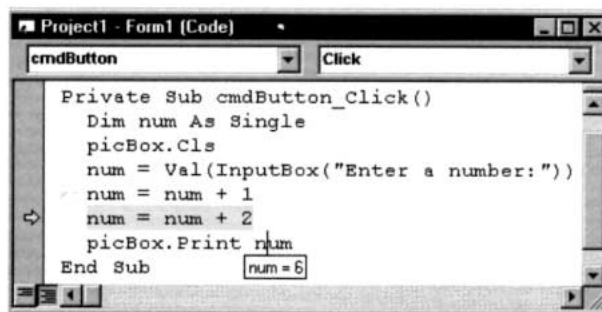 Project1 - Form1 (Code)
cmdButton Click
Private Sub cmdButton_Click()
Dim num As Single
picBox.Cls
num = Val(InputBox("Enter a number:"))
num = num + 1
num = num + 2
picBox.Print num
End Sub
num = 6